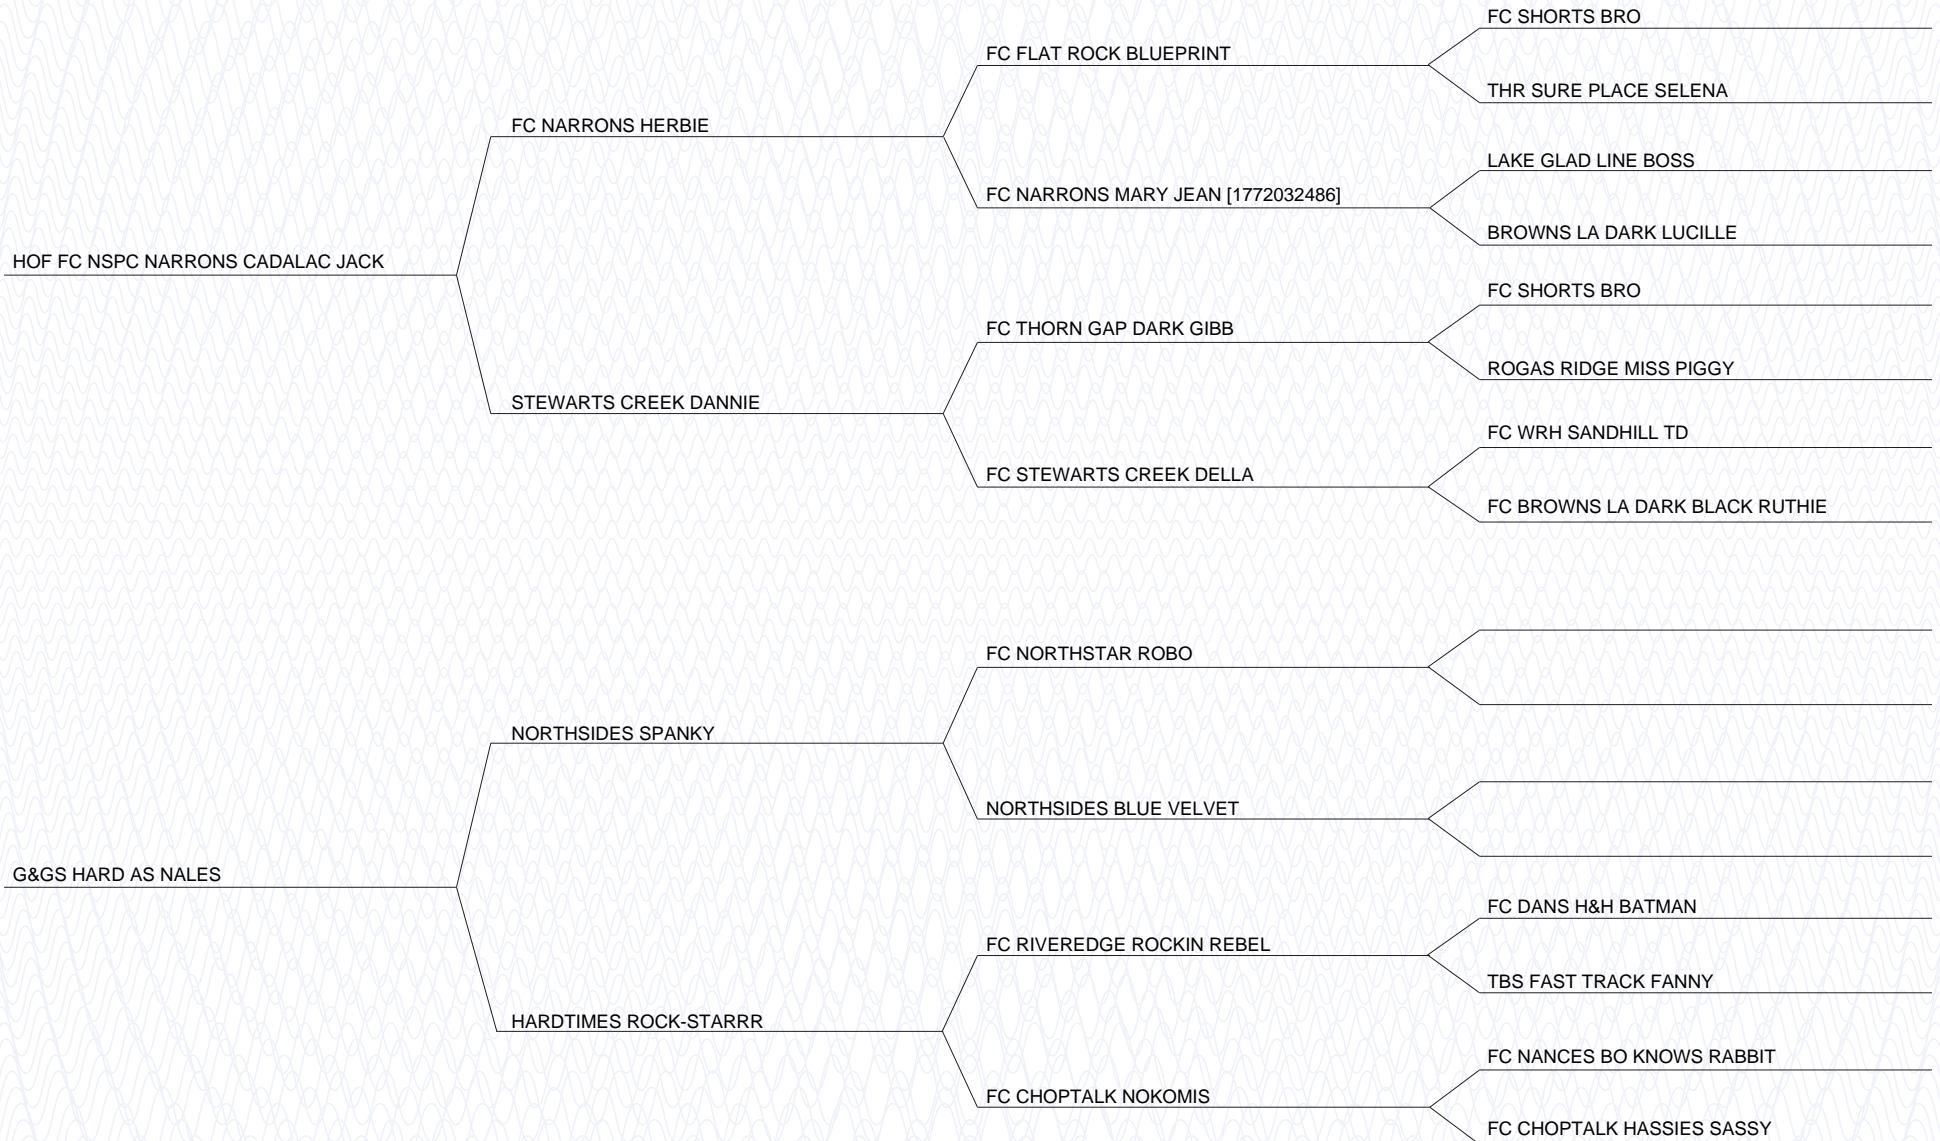 FC SHORTS BRO
FC FLAT ROCK BLUEPRINT
THR SURE PLACE SELENA
FC NARRONS HERBIE
LAKE GLAD LINE BOSS
FC NARRONS MARY JEAN [1772032486]
BROWNS LA DARK LUCILLE
HOF FC NSPC NARRONS CADALAC JACK
FC SHORTS BRO
FC THORN GAP DARK GIBB
ROGAS RIDGE MISS PIGGY
STEWARTS CREEK DANNIE
FC WRH SANDHILL TD
FC STEWARTS CREEK DELLA
FC BROWNS LA DARK BLACK RUTHIE
FC NORTHSTAR ROBO
NORTHSIDES SPANKY
NORTHSIDES BLUE VELVET
G&GS HARD AS NALES
FC DANS H&H BATMAN
FC RIVEREDGE ROCKIN REBEL
TBS FAST TRACK FANNY
HARDTIMES ROCK-STARRR
FC NANCES BO KNOWS RABBIT
FC CHOPTALK NOKOMIS
FC CHOPTALK HASSIES SASSY